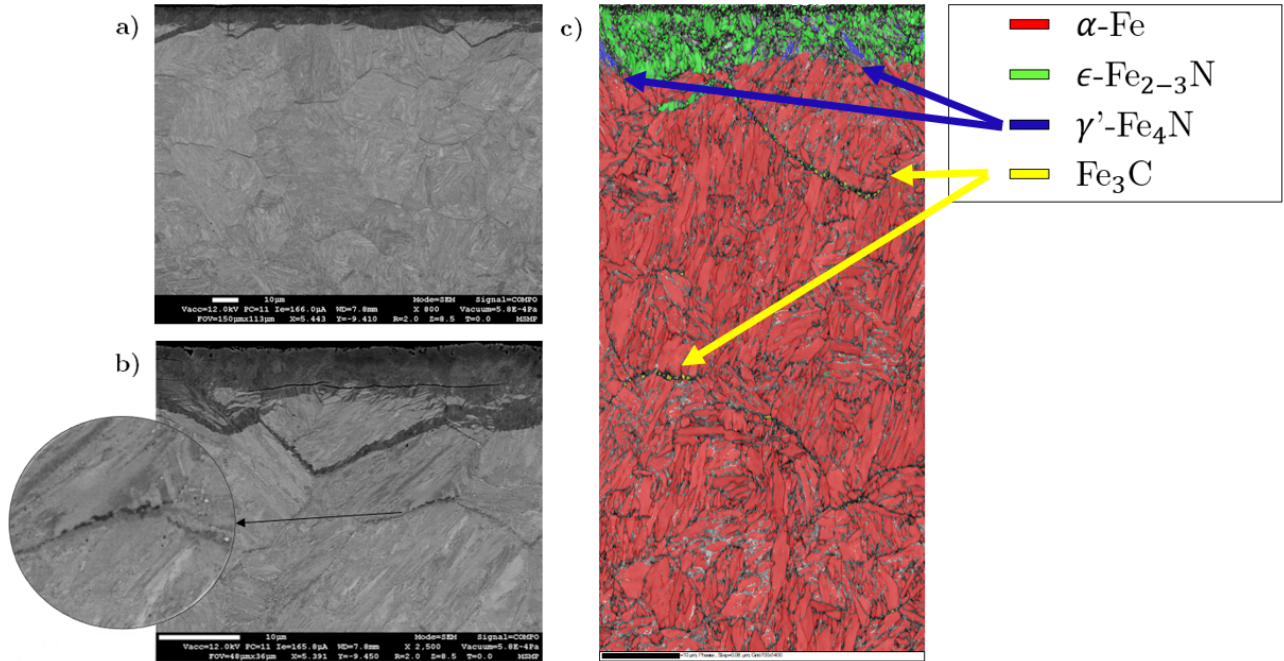 a)
10μm Mode=SEM Signal=COMPO
Vacc=12.0kV PC=11 Ie=166.0μA WD=7.8mm X 800 Vacuum=5.8E-4Pa
FOV=150μmx113μm X=5.443 Y=-9.410 R=2.0 Z=8.5 T=0.0 MSMP
b)
10μm Mode=SEM Signal=COMPO
Vacc=12.0kV PC=11 Ie=165.8μA WD=7.8mm X 2,500 Vacuum=5.8E-4Pa
FOV=48μmx36μm X=5.391 Y=-9.450 R=2.0 Z=8.5 T=0.0 MSMP
c)
α-Fe
ϵ-Fe₂₋₃N
γ'-Fe₄N
Fe₃C